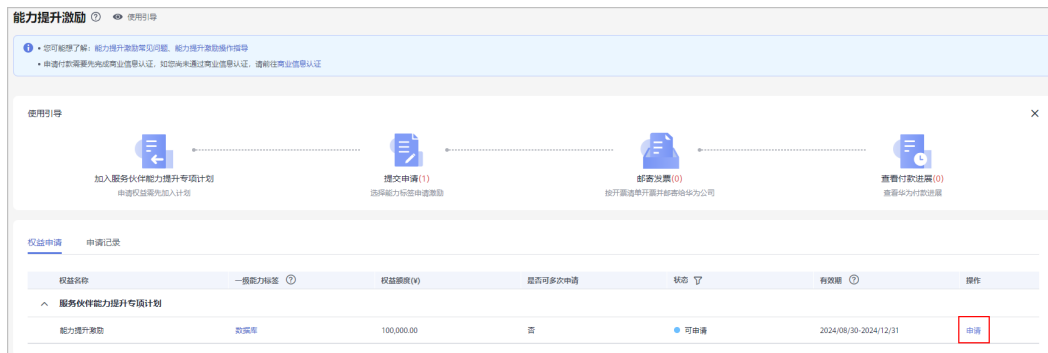 能力提升激励 使用引导
• 您可能想了解：能力提升激励常见问题、能力提升激励操作指导
• 申请付款需要先完成商业信息认证，如您尚未通过商业信息认证，请前往商业信息认证
使用引导
加入服务伙伴能力提升专项计划 提交申请(1) 邮寄发票(0) 查看付款进展(0)
申请权益需先加入计划 选择能力标签申请激励 按开票清单开票并邮寄给华为公司 查看华为付款进展
权益申请 申请记录
权益名称 一级能力标签 权益额度(¥) 是否可多次申请 状态 有效期 操作
服务伙伴能力提升专项计划
能力提升激励 数据库 100,000.00 否 可申请 2024/08/30-2024/12/31 申请